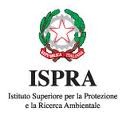 ISPRA
Istituto Superiore per la Protezione
e la Ricerca Ambientale